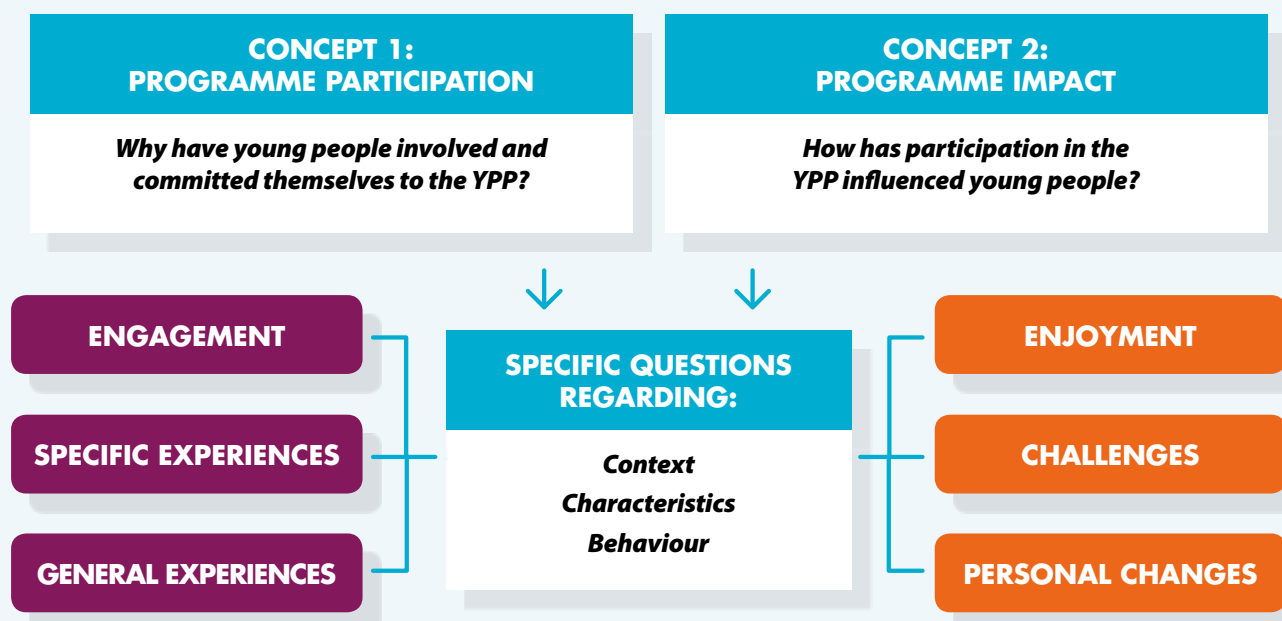 CONCEPT 1:
PROGRAMME PARTICIPATION
Why have young people involved and
committed themselves to the YPP?
CONCEPT 2:
PROGRAMME IMPACT
How has participation in the
YPP influenced young people?
ENGAGEMENT
SPECIFIC EXPERIENCES
GENERAL EXPERIENCES
SPECIFIC QUESTIONS
REGARDING:
Context
Characteristics
Behaviour
ENJOYMENT
CHALLENGES
PERSONAL CHANGES